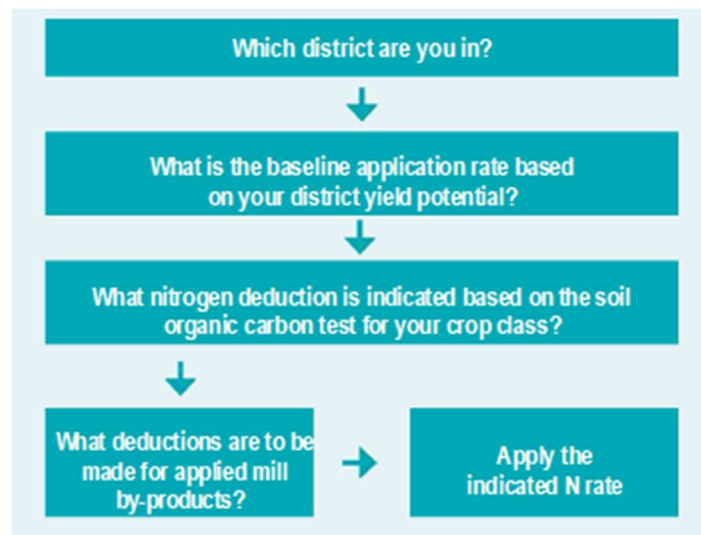 Which district are you in?
What is the baseline application rate based
on your district yield potential?
What nitrogen deduction is indicated based on the soil
organic carbon test for your crop class?
What deductions are to be
made for applied mill
by-products?
Apply the
indicated N rate